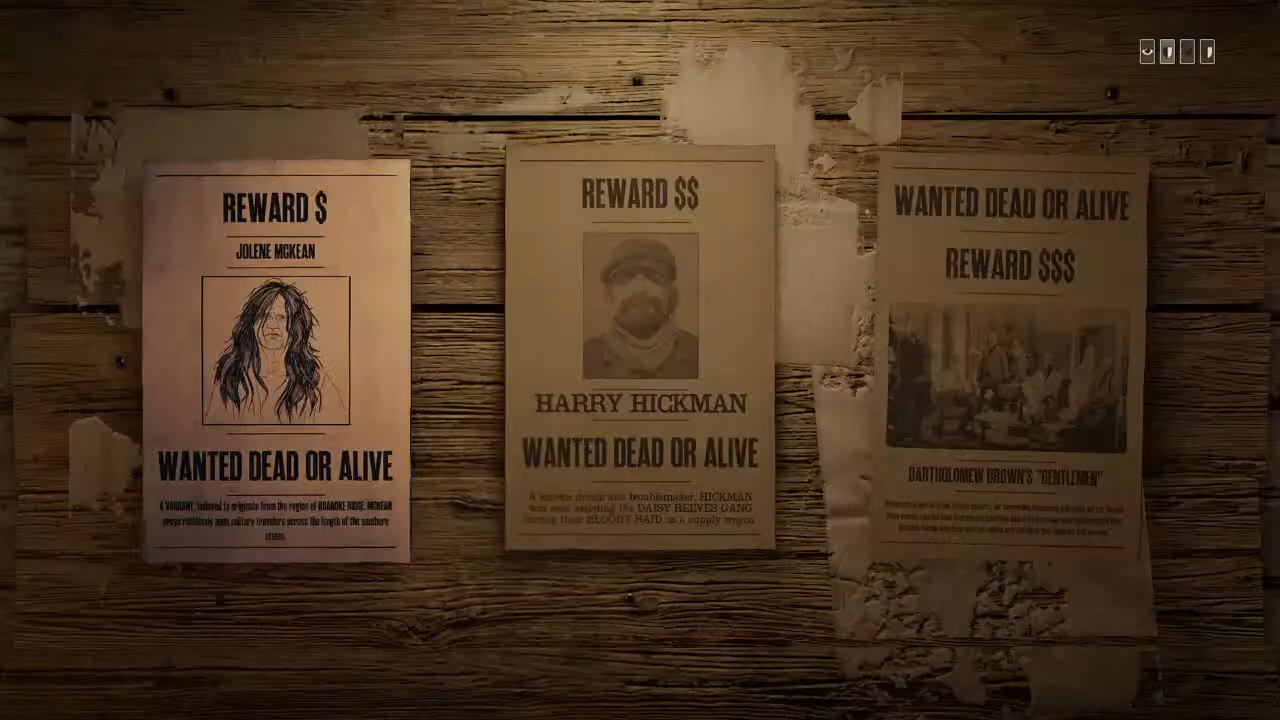 REWARD $
JOLENE MCKEAN
WANTED DEAD OR ALIVE
A VAGRANT, believed to originate from the region of ROANOKE RIDGE, MCKEAN
preys ruthlessly upon solitary travelers across the length of the southern
states.
REWARD $$
HARRY HICKMAN
WANTED DEAD OR ALIVE
A known drunk and troublemaker, HICKMAN
was seen assisting the DAISY REEVES GANG
during their BLOODY RAID on a supply wagon
WANTED DEAD OR ALIVE
REWARD $$$
BARTHOLOMEW BROWN'S "GENTLEMEN"